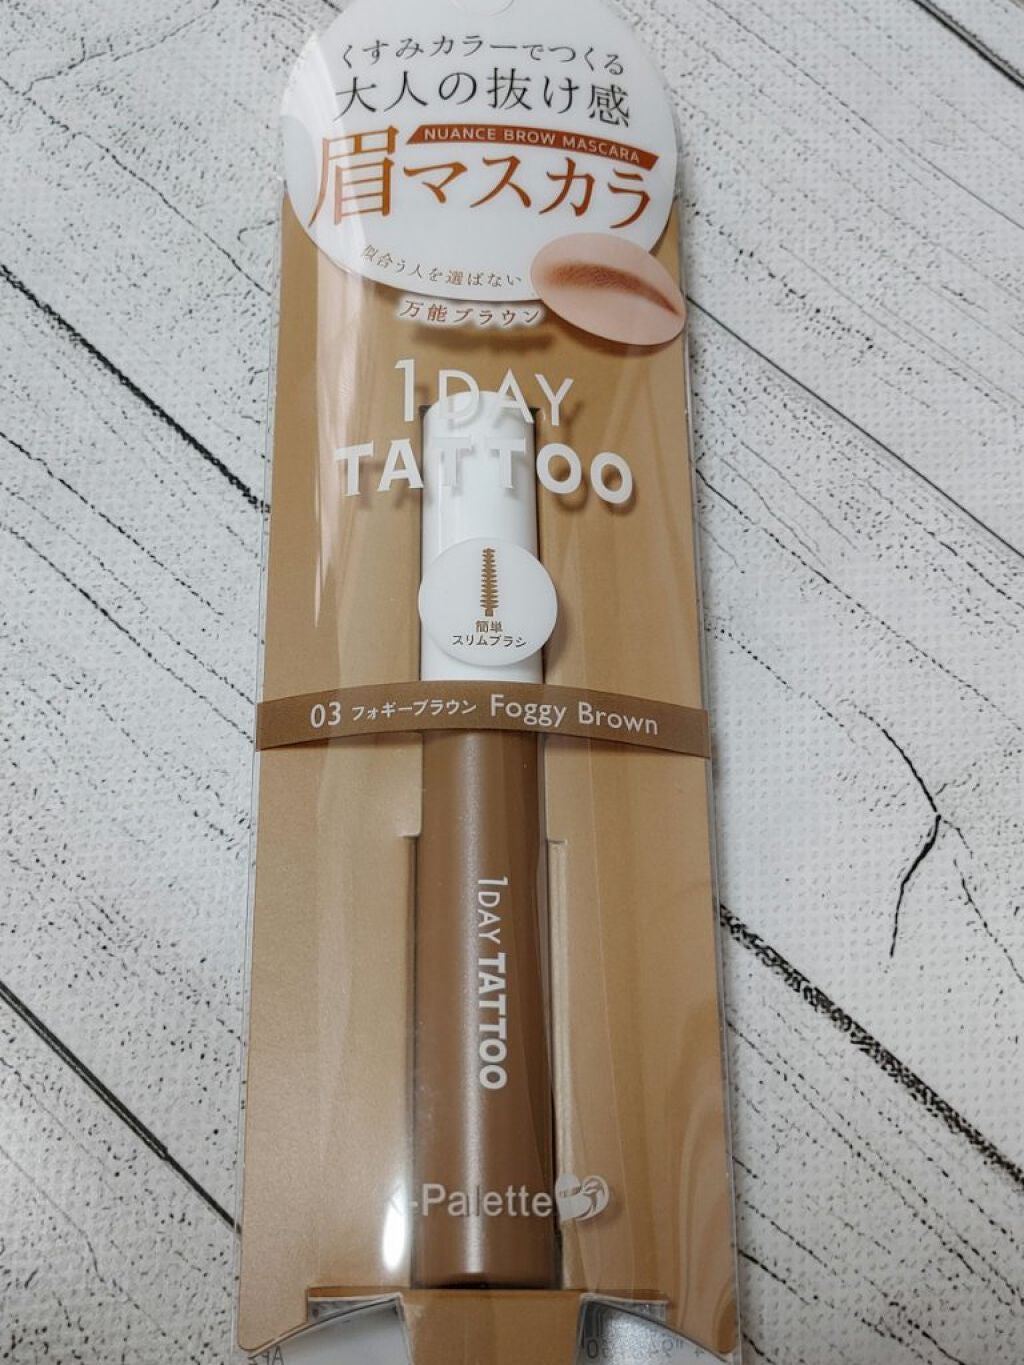 くすみカラーでつくる
大人の抜け感
NUANCE BROW MASCARA
眉マスカラ
似合う人を選ばない
万能ブラウン
1DAY
TATTOO
簡単
スリムブラシ
03 フォギーブラウン Foggy Brown
1DAY TATTOO
-Palette